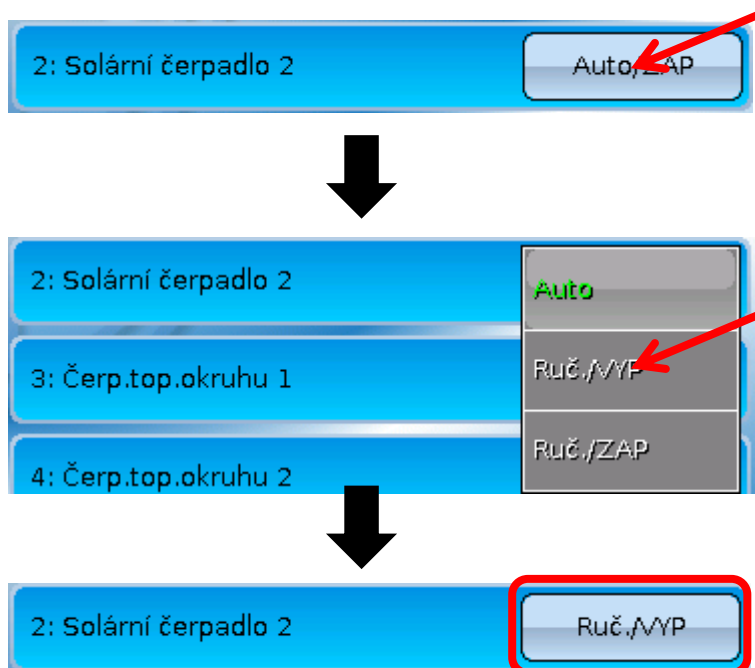 2: Solární čerpadlo 2 Auto/ZAP
2: Solární čerpadlo 2 Auto
3: Čerp.top.okruhu 1 Ruč./VYP
4: Čerp.top.okruhu 2 Ruč./ZAP
2: Solární čerpadlo 2 Ruč./VYP